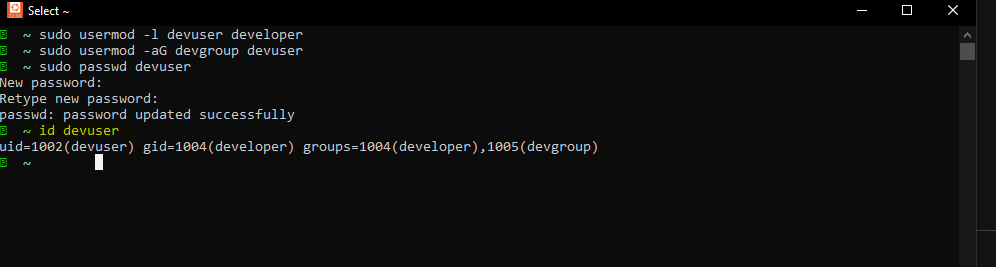 Select ~
~ sudo usermod -l devuser developer
~ sudo usermod -aG devgroup devuser
~ sudo passwd devuser
New password:
Retype new password:
passwd: password updated successfully
~ id devuser
uid=1002(devuser) gid=1004(developer) groups=1004(developer),1005(devgroup)
~